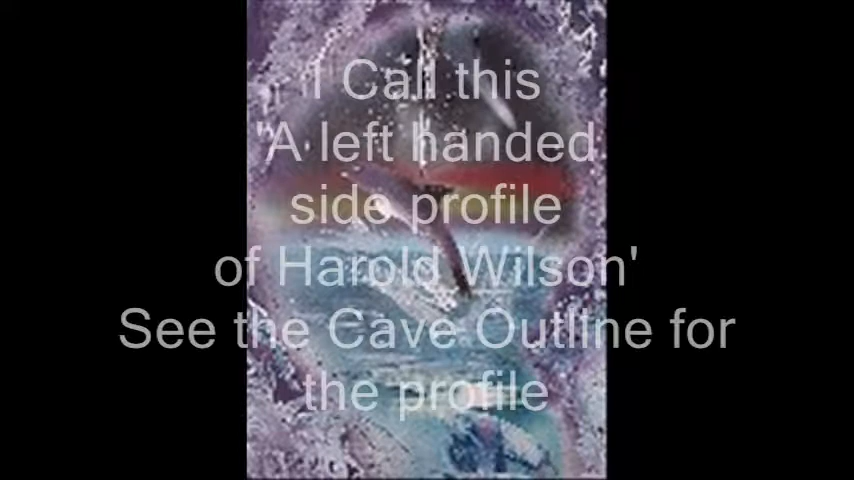 I Call this
"A left handed
side profile
of Harold Wilson'
See the Cave Outline for
the profile